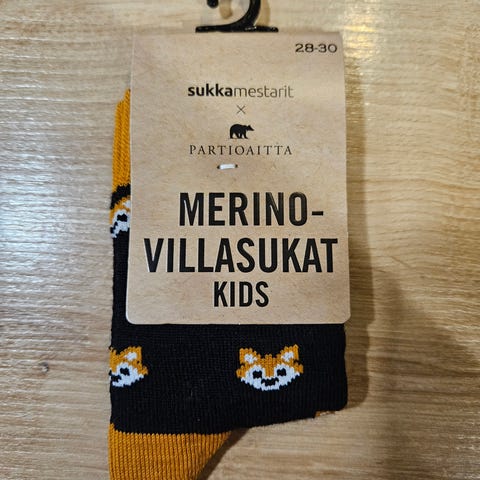 28-30
sukkamestarit
×
PARTIOAITTA
MERINO-
VILLASUKAT
KIDS